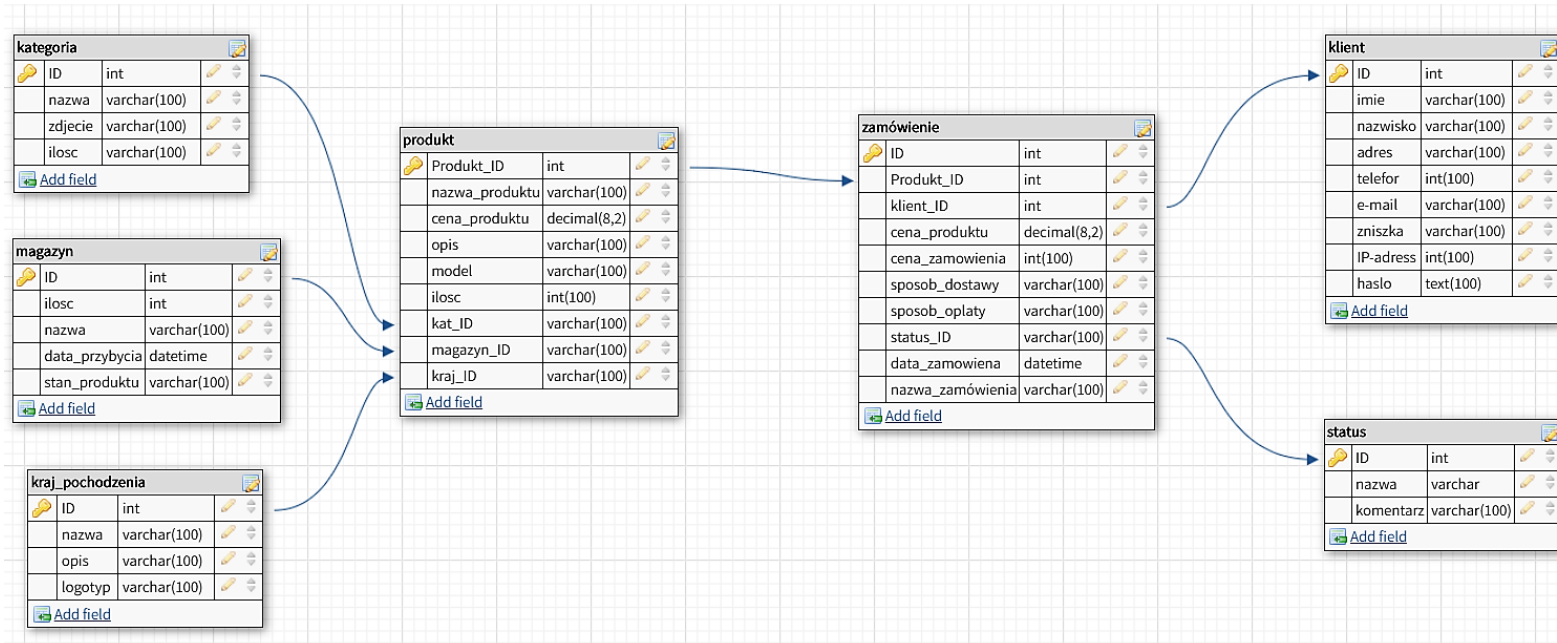 kategoria
ID int
nazwa varchar(100)
zdjecie varchar(100)
ilosc varchar(100)
Add field
magazyn
ID int
ilosc int
nazwa varchar(100)
data_przybycia datetime
stan_produktu varchar(100)
Add field
kraj_pochodzenia
ID int
nazwa varchar(100)
opis varchar(100)
logotyp varchar(100)
Add field
produkt
Produkt_ID int
nazwa_produktu varchar(100)
cena_produktu decimal(8,2)
opis varchar(100)
model varchar(100)
ilosc int(100)
kat_ID varchar(100)
magazyn_ID varchar(100)
kraj_ID varchar(100)
Add field
zamówienie
ID int
Produkt_ID int
klient_ID int
cena_produktu decimal(8,2)
cena_zamowienia int(100)
sposob_dostawy varchar(100)
sposob_oplaty varchar(100)
status_ID varchar(100)
data_zamowiena datetime
nazwa_zamówienia varchar(100)
Add field
klient
ID int
imie varchar(100)
nazwisko varchar(100)
adres varchar(100)
telefor int(100)
e-mail varchar(100)
zniszka varchar(100)
IP-adress int(100)
haslo text(100)
Add field
status
ID int
nazwa varchar
komentarz varchar(100)
Add field